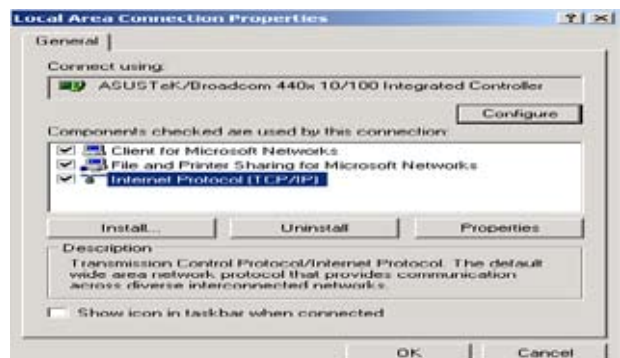 Local Area Connection Properties
General
Connect using:
ASUSTeK/Broadcom 440x 10/100 Integrated Controller
Configure
Components checked are used by this connection:
Client for Microsoft Networks
File and Printer Sharing for Microsoft Networks
Internet Protocol (TCP/IP)
Install... Uninstall Properties
Description
Transmission Control Protocol/Internet Protocol. The default
wide area network protocol that provides communication
across diverse interconnected networks.
Show icon in taskbar when connected
OK Cancel